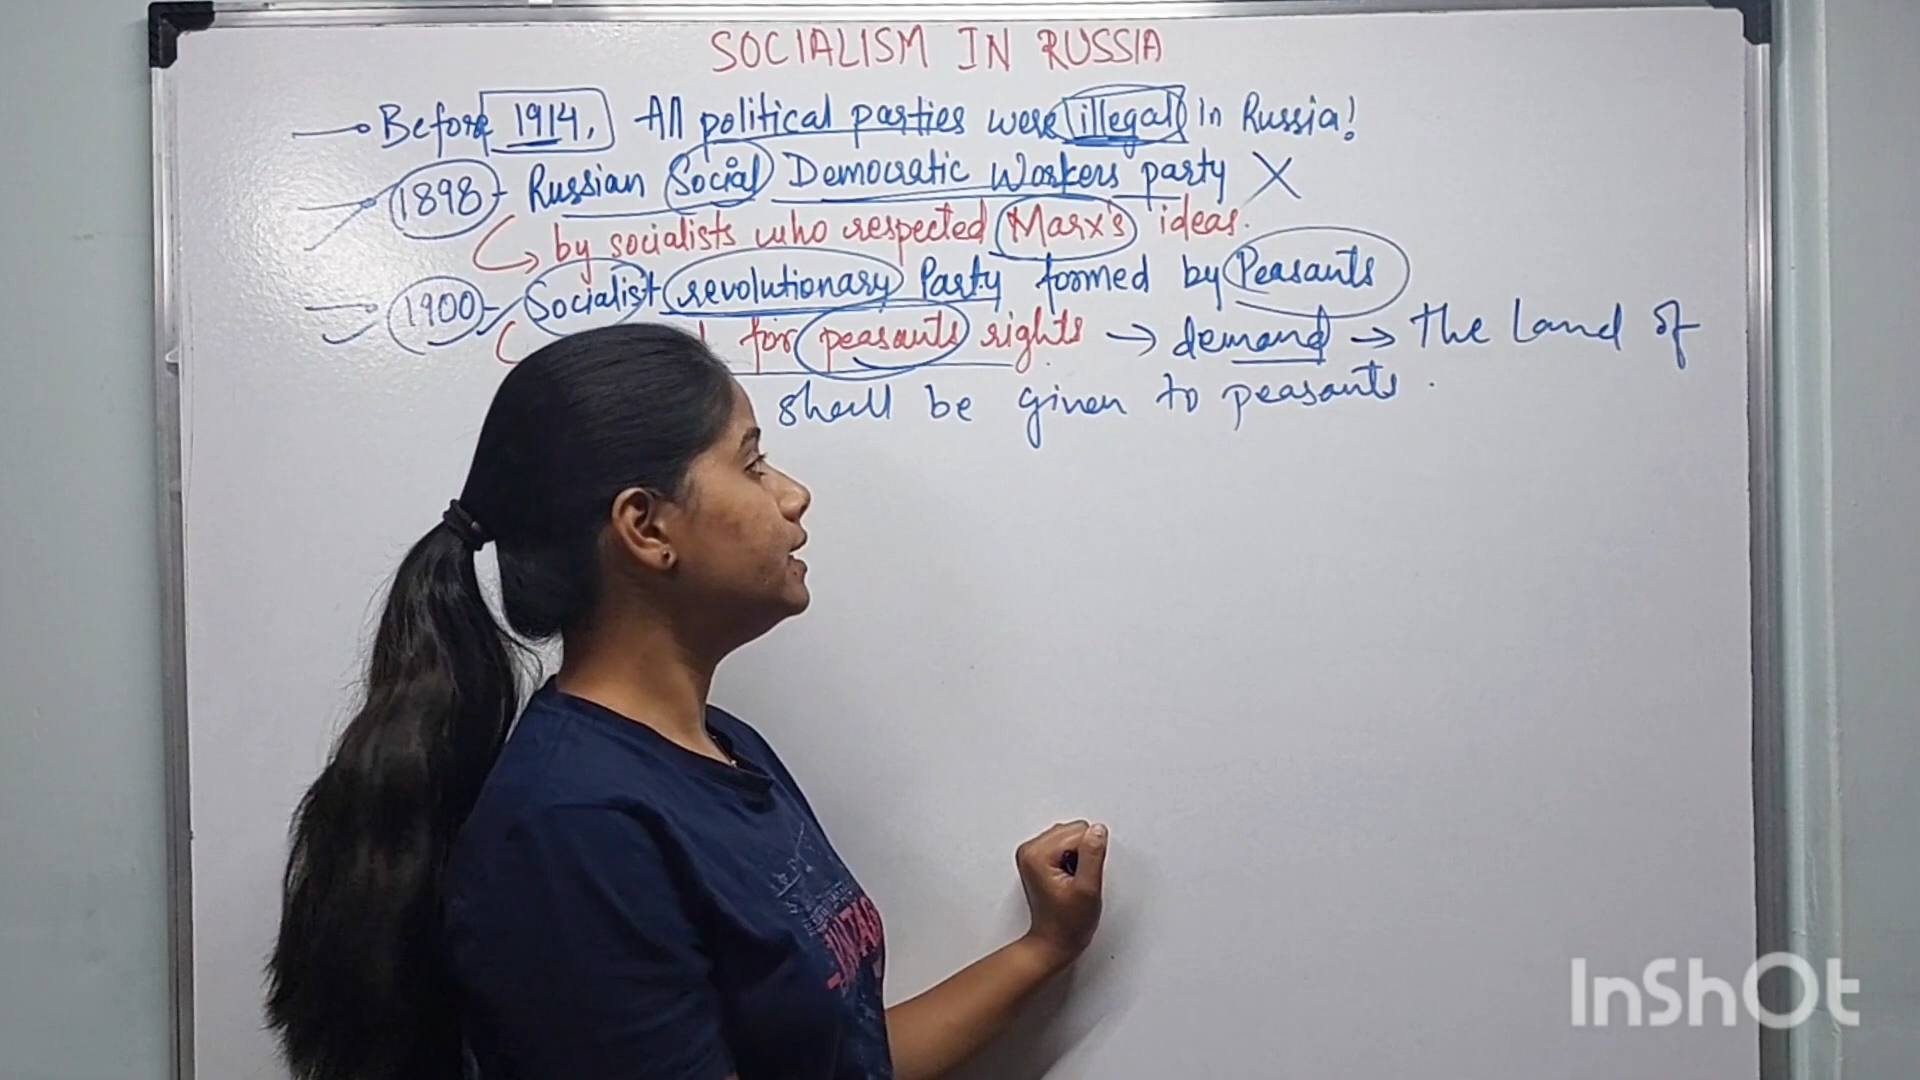 SOCIALISM IN RUSSIA
Before 1914, All political parties were illegal in Russia!
1898 - Russian Social Democratic Workers party X
by socialists who respected Marx's ideas.
1900 - Socialist revolutionary Party formed by Peasants
for peasants rights → demand → the Land of
shall be given to peasants.
InShOt